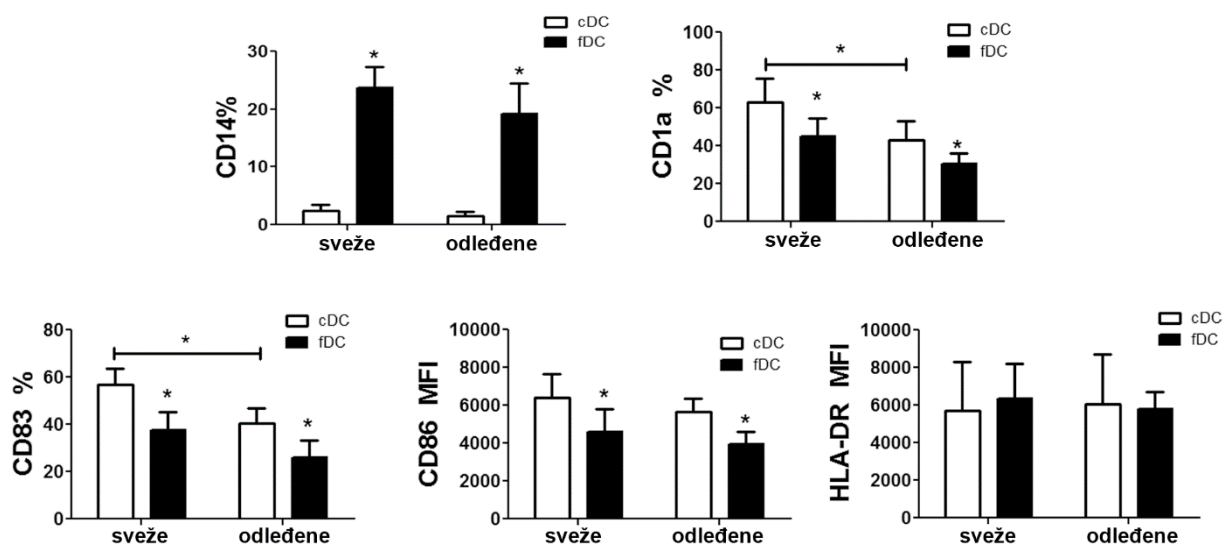 cDC
fDC
CD14%
30
20
10
0
*
*
sveže
odleđene
cDC
fDC
CD1a %
100
80
60
40
20
0
*
*
*
sveže
odleđene
cDC
fDC
CD83 %
80
60
40
20
0
*
*
*
sveže
odleđene
cDC
fDC
CD86 MFI
10000
8000
6000
4000
2000
0
*
*
sveže
odleđene
cDC
fDC
HLA-DR MFI
10000
8000
6000
4000
2000
0
sveže
odleđene